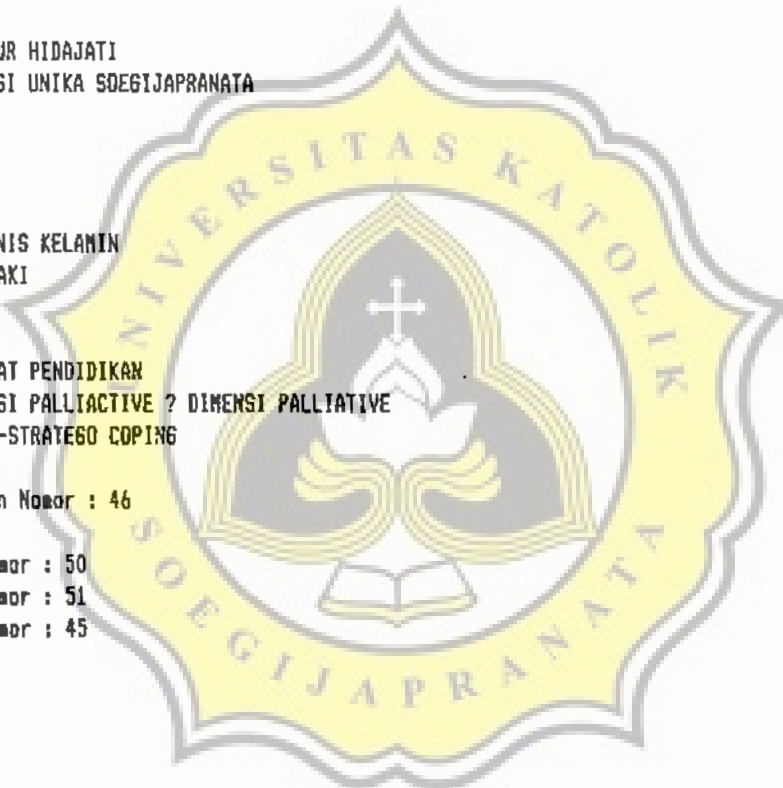 UR HIDAJATI
SI UNIKA SOEGIJAPRANATA
NIS KELAMIN
AKI
AT PENDIDIKAN
SI PALLIACTIVE ? DIMENSI PALLIATIVE
-STRATEGO COPING
n Nomor : 46
mor : 50
mor : 51
mor : 45
UNIVERSITAS KATOLIK
SOEGIJAPRANATA